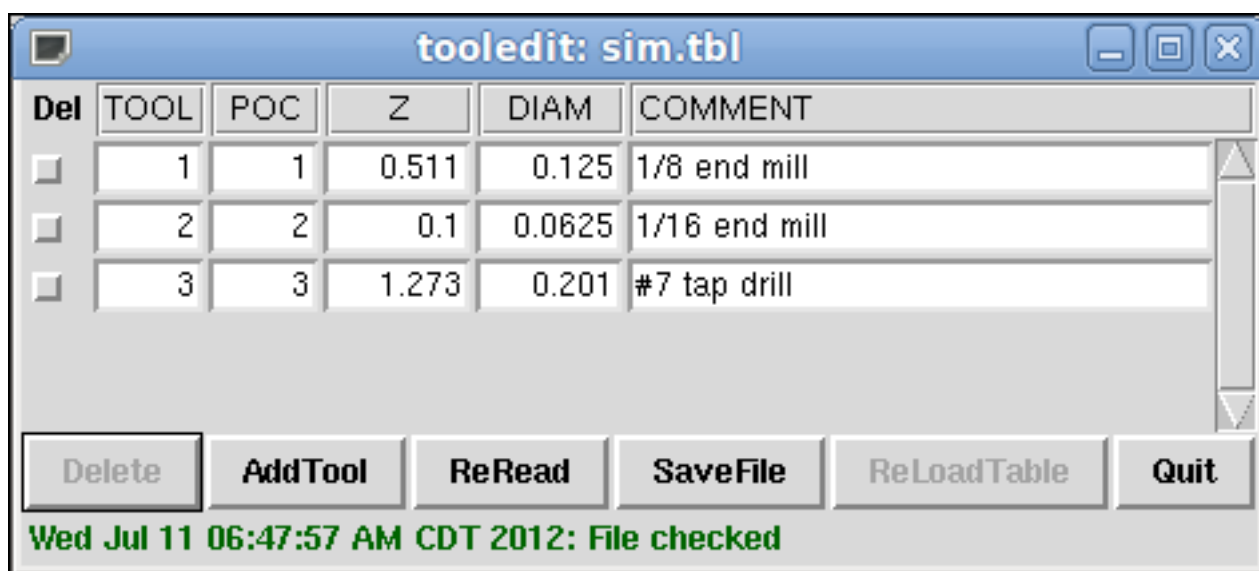 tooledit: sim.tbl
Del TOOL POC Z DIAM COMMENT
1 1 0.511 0.125 1/8 end mill
2 2 0.1 0.0625 1/16 end mill
3 3 1.273 0.201 #7 tap drill
Delete AddTool ReRead SaveFile ReLoadTable Quit
Wed Jul 11 06:47:57 AM CDT 2012: File checked